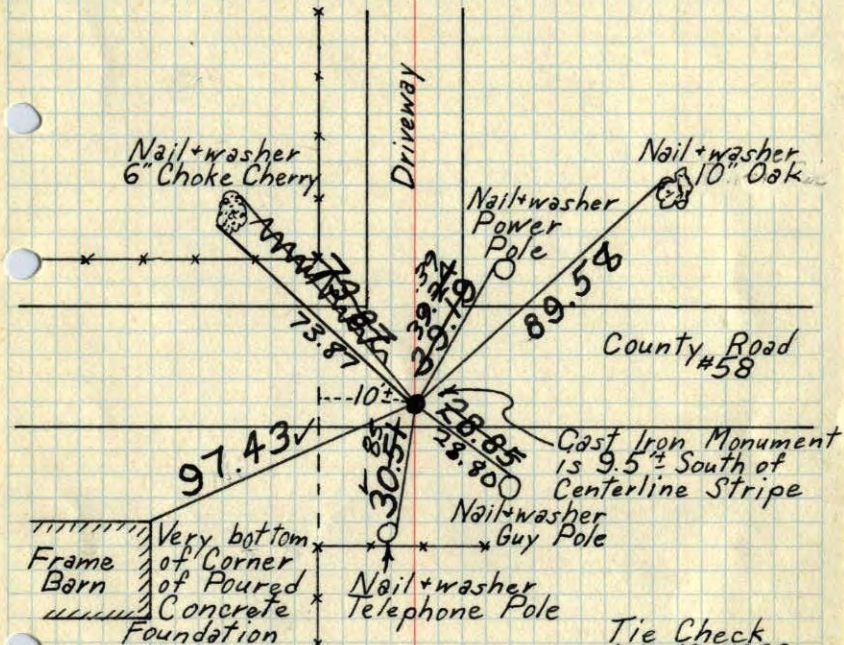 Driveway
Nail+washer
6" Choke Cherry
Nail+washer
10" Oak
Nail+washer
Power
Pole
73.87
39.18
89.58
County Road
#58
10'±
97.43✓
30.51
.85
28.85
28.80
Cast Iron Monument
is 9.5'± South of
Centerline Stripe
Nail+washer
Guy Pole
Frame
Barn
Very bottom
of Corner
of Poured
Concrete
Foundation
Nail+washer
Telephone Pole
Tie Check